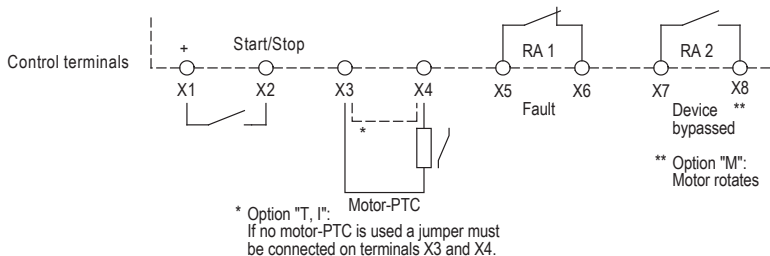 Control terminals
+
Start/Stop
RA 1
RA 2
X1
X2
X3
X4
X5
X6
X7
X8
Fault
Device **
bypassed
*
** Option "M":
Motor rotates
Motor-PTC
* Option "T, I":
If no motor-PTC is used a jumper must
be connected on terminals X3 and X4.